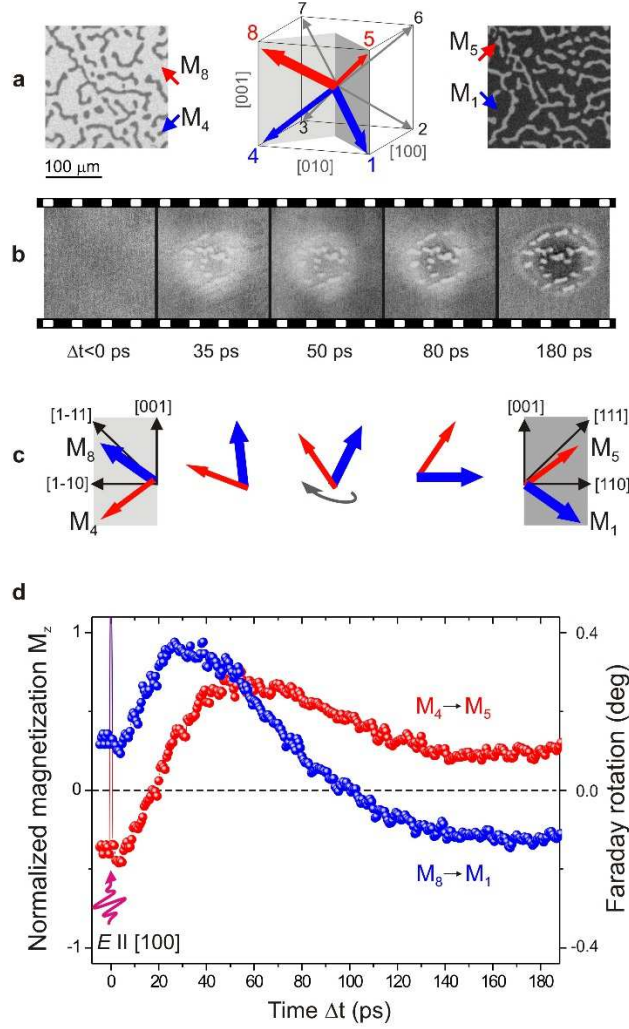 a
M8
M4
100 μm
7
6
8
5
[001]
3
2
4
[010]
1
[100]
M5
M1
b
Δt<0 ps
35 ps
50 ps
80 ps
180 ps
c
[1-11]
[001]
M8
[1-10]
M4
[001]
[111]
M5
[110]
M1
d
Normalized magnetization Mz
1
0
-1
M4→M5
M8→M1
E II [100]
0.4
0.0
-0.4
Faraday rotation (deg)
0 20 40 60 80 100 120 140 160 180
Time Δt (ps)